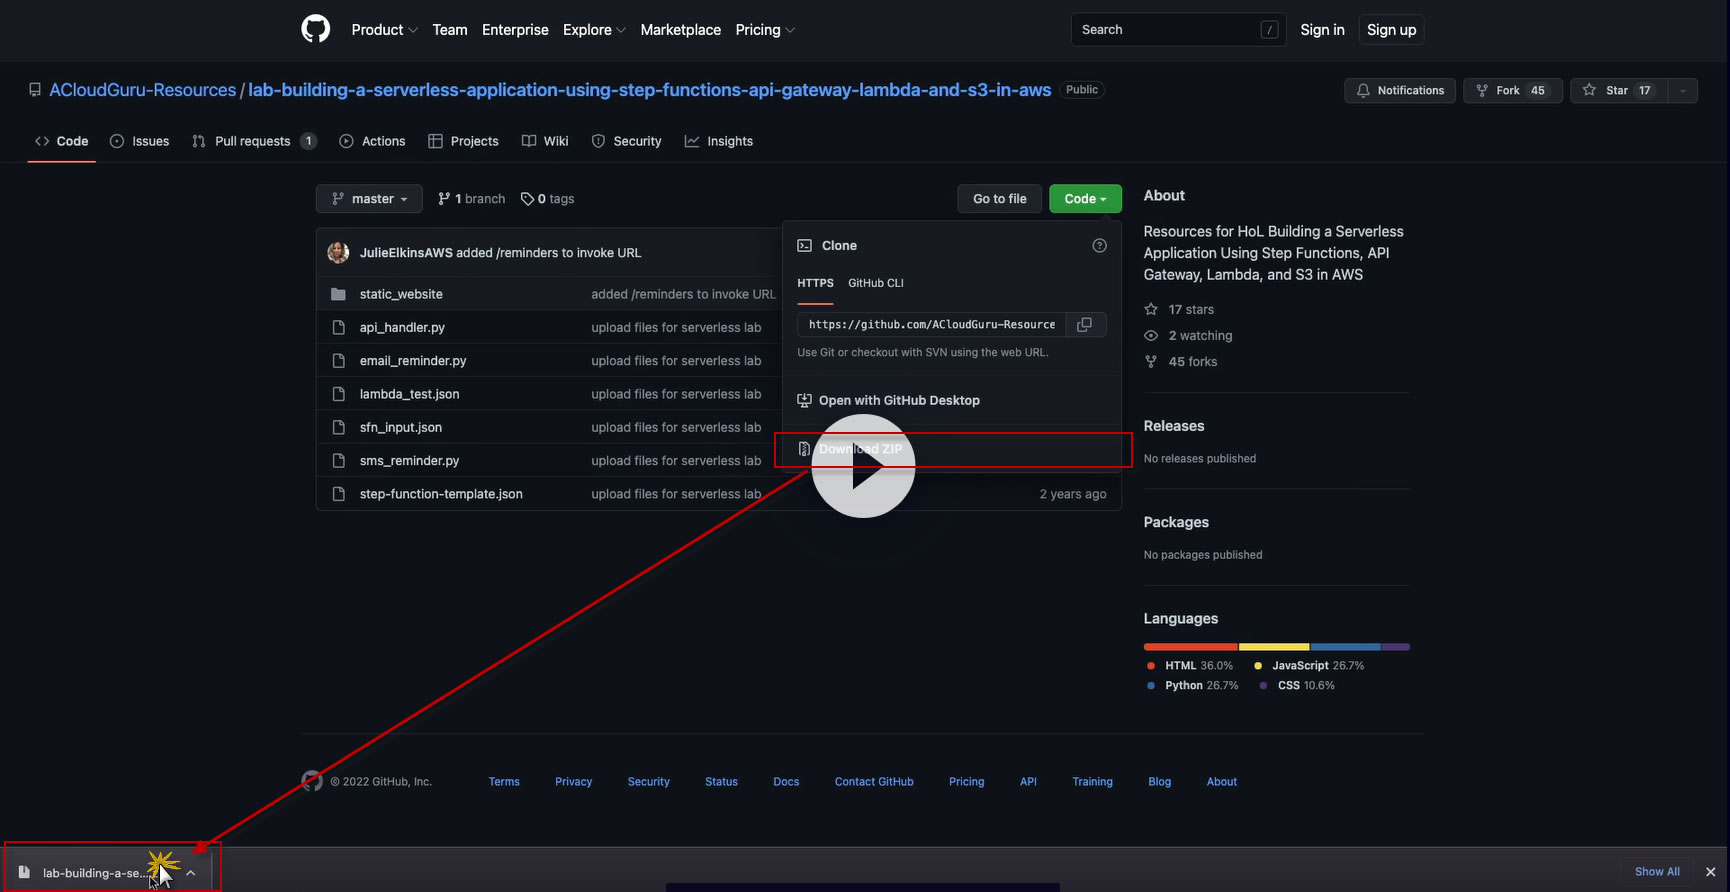 Product Team Enterprise Explore Marketplace Pricing Search / Sign in Sign up
ACloudGuru-Resources / lab-building-a-serverless-application-using-step-functions-api-gateway-lambda-and-s3-in-aws Public Notifications Fork 45 Star 17
Code Issues Pull requests 1 Actions Projects Wiki Security Insights
master 1 branch 0 tags Go to file Code
JulieElkinsAWS added /reminders to invoke URL
static_website added /reminders to invoke URL
api_handler.py upload files for serverless lab
email_reminder.py upload files for serverless lab
lambda_test.json upload files for serverless lab
sfn_input.json upload files for serverless lab
sms_reminder.py upload files for serverless lab
step-function-template.json upload files for serverless lab 2 years ago
Clone
HTTPS GitHub CLI
https://github.com/ACloudGuru-Resource
Use Git or checkout with SVN using the web URL.
Open with GitHub Desktop
Download ZIP
About
Resources for HoL Building a Serverless
Application Using Step Functions, API
Gateway, Lambda, and S3 in AWS
17 stars
2 watching
45 forks
Releases
No releases published
Packages
No packages published
Languages
HTML 36.0% JavaScript 26.7%
Python 26.7% CSS 10.6%
© 2022 GitHub, Inc. Terms Privacy Security Status Docs Contact GitHub Pricing API Training Blog About
lab-building-a-se... Show All